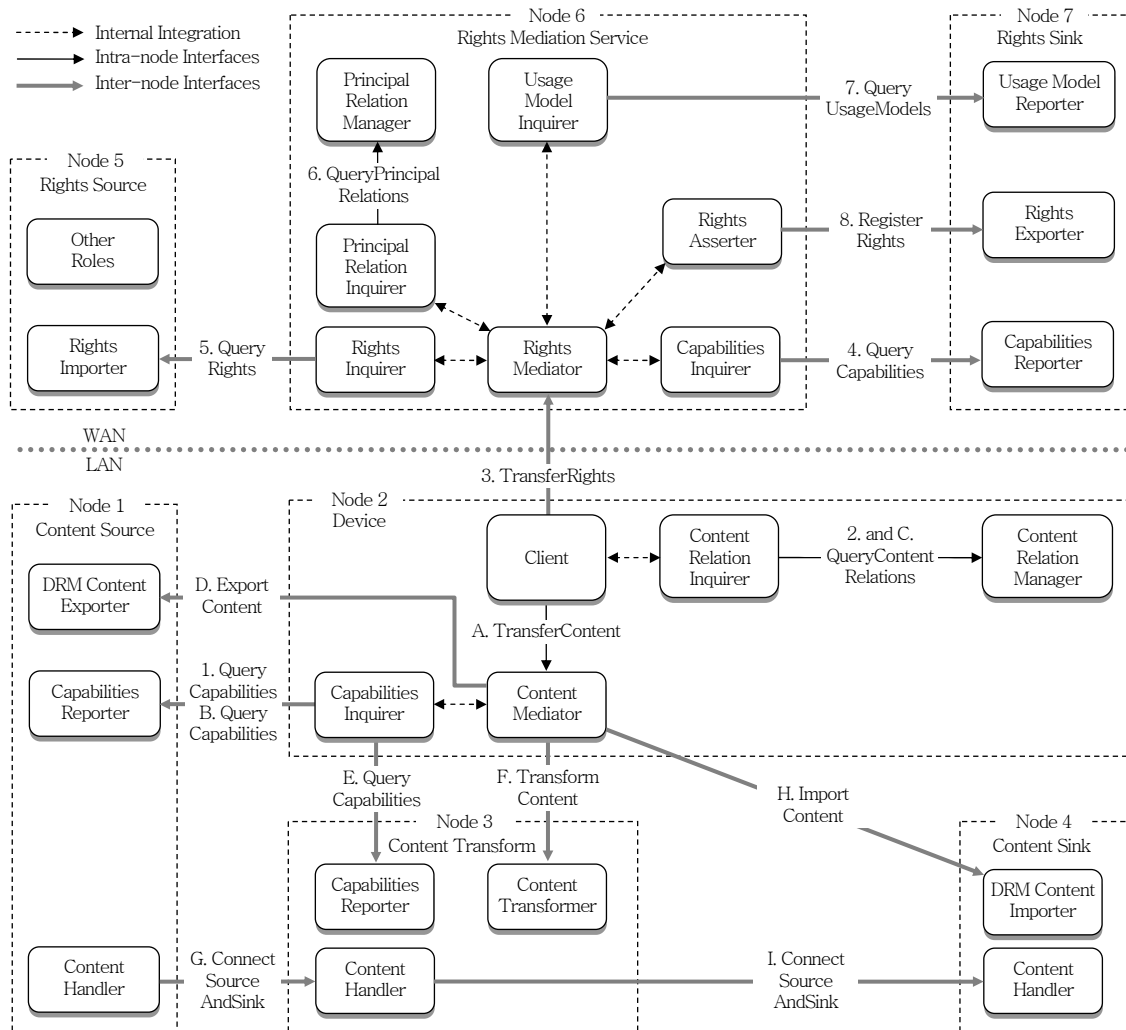 Internal Integration
Intra-node Interfaces
Inter-node Interfaces
Node 6
Rights Mediation Service
Principal
Relation
Manager
Usage
Model
Inquirer
7. Query
UsageModels
Node 7
Rights Sink
Usage Model
Reporter
Node 5
Rights Source
Other
Roles
6. QueryPrincipal
Relations
Principal
Relation
Inquirer
Rights
Asserter
8. Register
Rights
Rights
Exporter
Rights
Importer
5. Query
Rights
Rights
Inquirer
Rights
Mediator
Capabilities
Inquirer
4. Query
Capabilities
Capabilities
Reporter
WAN
LAN
3. TransferRights
Node 1
Content Source
Node 2
Device
Client
Content
Relation
Inquirer
2. and C.
QueryContent
Relations
Content
Relation
Manager
DRM Content
Exporter
D. Export
Content
A. TransferContent
Capabilities
Reporter
1. Query
Capabilities
B. Query
Capabilities
Capabilities
Inquirer
Content
Mediator
E. Query
Capabilities
F. Transform
Content
H. Import
Content
Node 3
Content Transform
Node 4
Content Sink
Capabilities
Reporter
Content
Transformer
DRM Content
Importer
Content
Handler
G. Connect
Source
AndSink
Content
Handler
I. Connect
Source
AndSink
Content
Handler